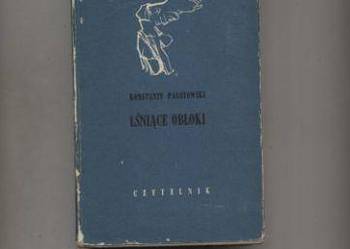 KONSTANTY PAUSTOWSKI
LŚNIĄCE OBŁOKI
CZYTELNIK